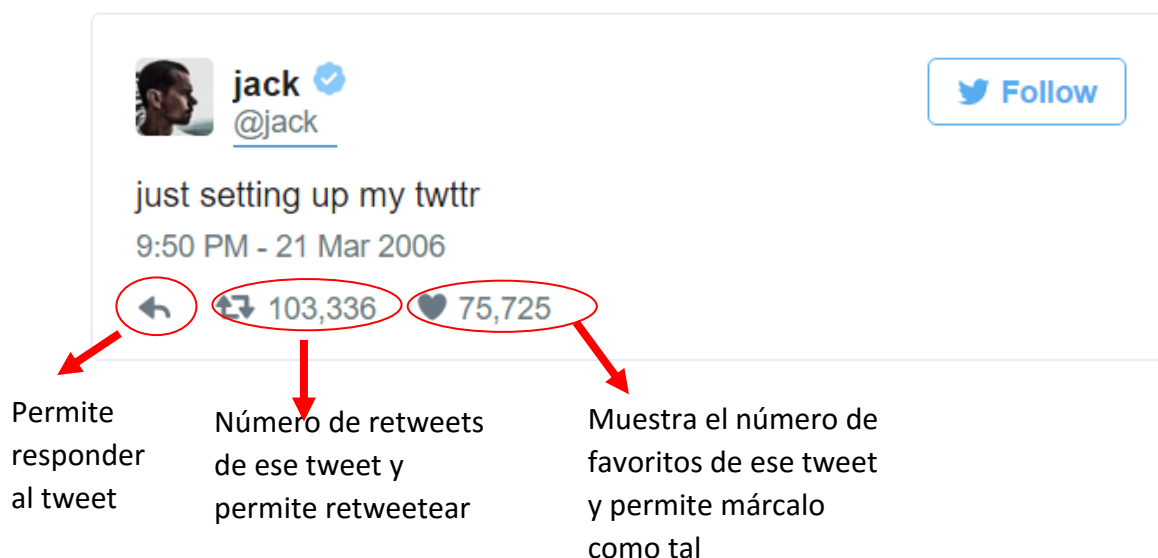 jack
Follow
@jack
just setting up my twttr
9:50 PM - 21 Mar 2006
103,336 75,725
Permite
responder
al tweet
Número de retweets
de ese tweet y
permite retweetear
Muestra el número de
favoritos de ese tweet
y permite márcalo
como tal